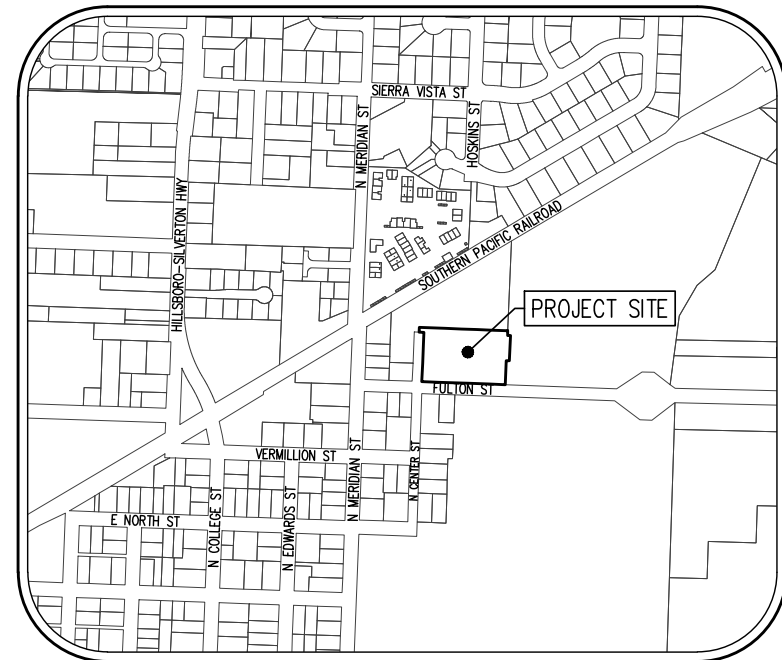 SIERRA VISTA ST
N MERIDIAN ST
HOSKINS ST
HILLSBORO-SILVERTON HWY
SOUTHERN PACIFIC RAILROAD
PROJECT SITE
FULTON ST
VERMILLION ST
N MERIDIAN ST
N CENTER ST
E NORTH ST
N COLLEGE ST
N EDWARDS ST